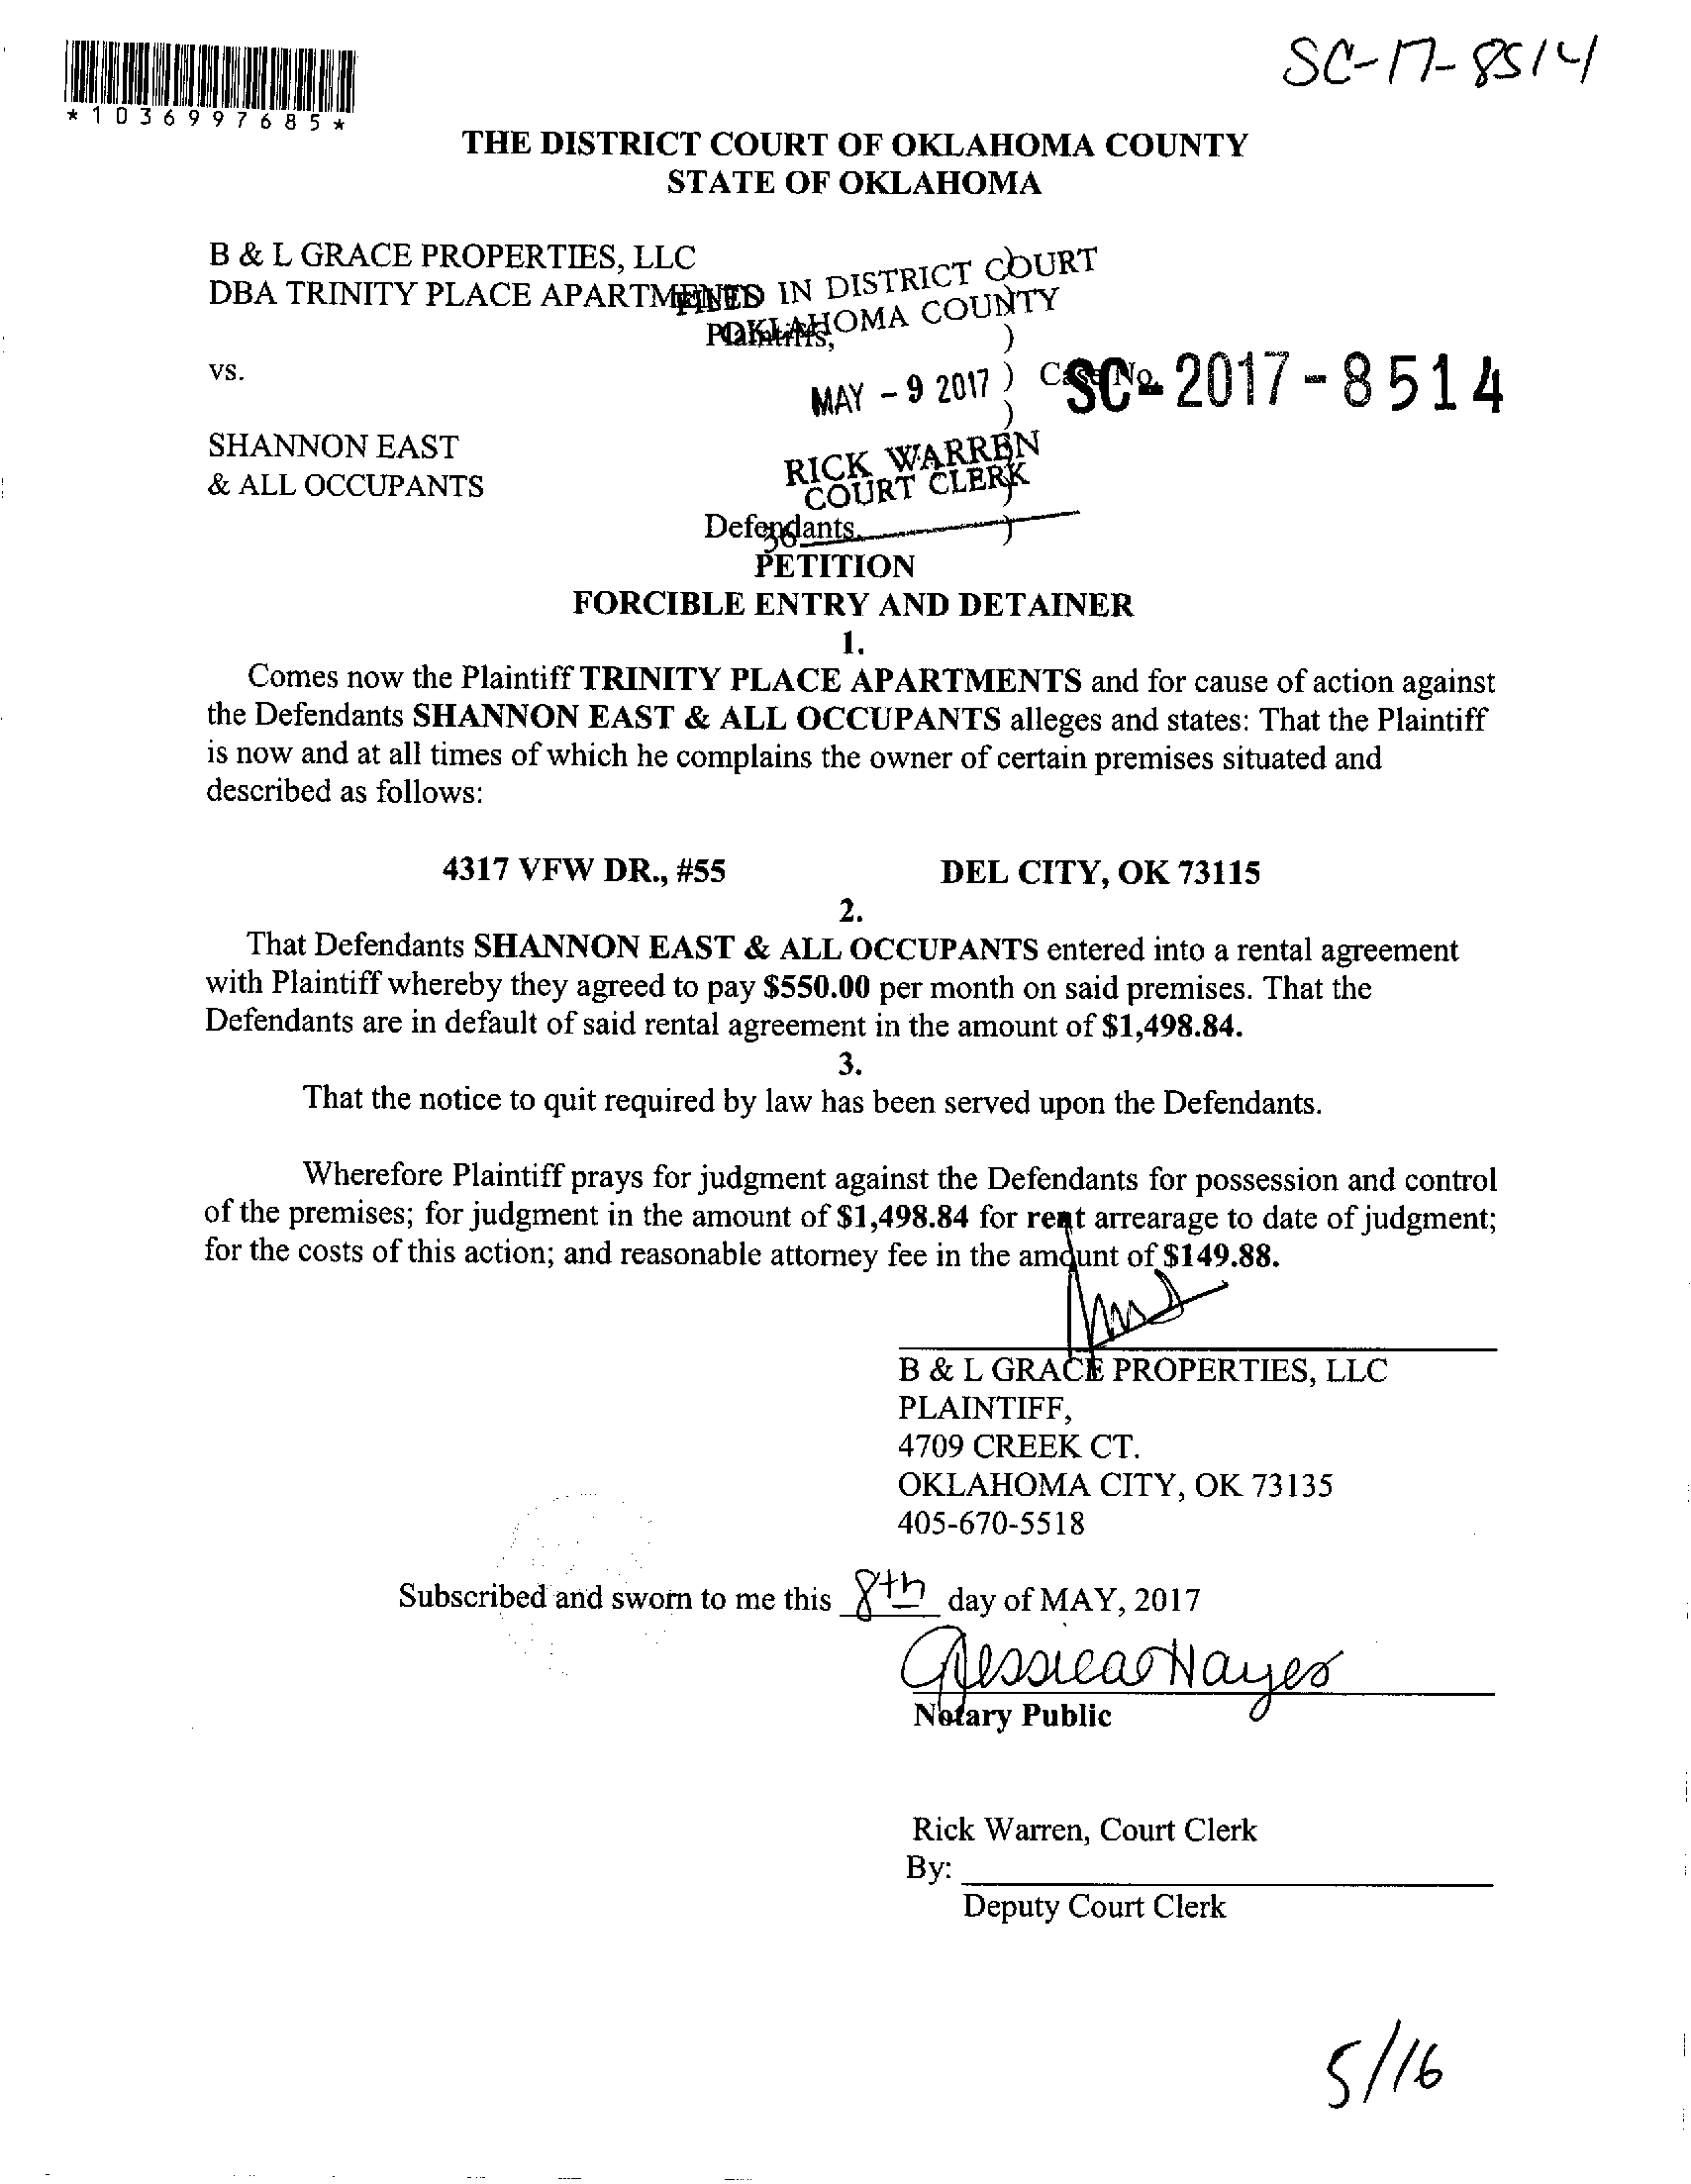 SC-17-8514
*1036997685*
THE DISTRICT COURT OF OKLAHOMA COUNTY
STATE OF OKLAHOMA
B & L GRACE PROPERTIES, LLC )
DBA TRINITY PLACE APARTMENTS
FILED IN DISTRICT COURT
OKLAHOMA COUNTY
Plaintiffs, )
vs. ) Case No. SC-2017-8514
MAY - 9 2017 )
SHANNON EAST
& ALL OCCUPANTS
RICK WARREN
COURT CLERK
Defendants. )
36
PETITION
FORCIBLE ENTRY AND DETAINER
1.
Comes now the Plaintiff TRINITY PLACE APARTMENTS and for cause of action against
the Defendants SHANNON EAST & ALL OCCUPANTS alleges and states: That the Plaintiff
is now and at all times of which he complains the owner of certain premises situated and
described as follows:
4317 VFW DR., #55 DEL CITY, OK 73115
2.
That Defendants SHANNON EAST & ALL OCCUPANTS entered into a rental agreement
with Plaintiff whereby they agreed to pay $550.00 per month on said premises. That the
Defendants are in default of said rental agreement in the amount of $1,498.84.
3.
That the notice to quit required by law has been served upon the Defendants.
Wherefore Plaintiff prays for judgment against the Defendants for possession and control
of the premises; for judgment in the amount of $1,498.84 for rent arrearage to date of judgment;
for the costs of this action; and reasonable attorney fee in the amount of $149.88.
B & L GRACE PROPERTIES, LLC
PLAINTIFF,
4709 CREEK CT.
OKLAHOMA CITY, OK 73135
405-670-5518
Subscribed and sworn to me this 8th day of MAY, 2017
Jessica Hayes
Notary Public
Rick Warren, Court Clerk
By:
Deputy Court Clerk
5/16